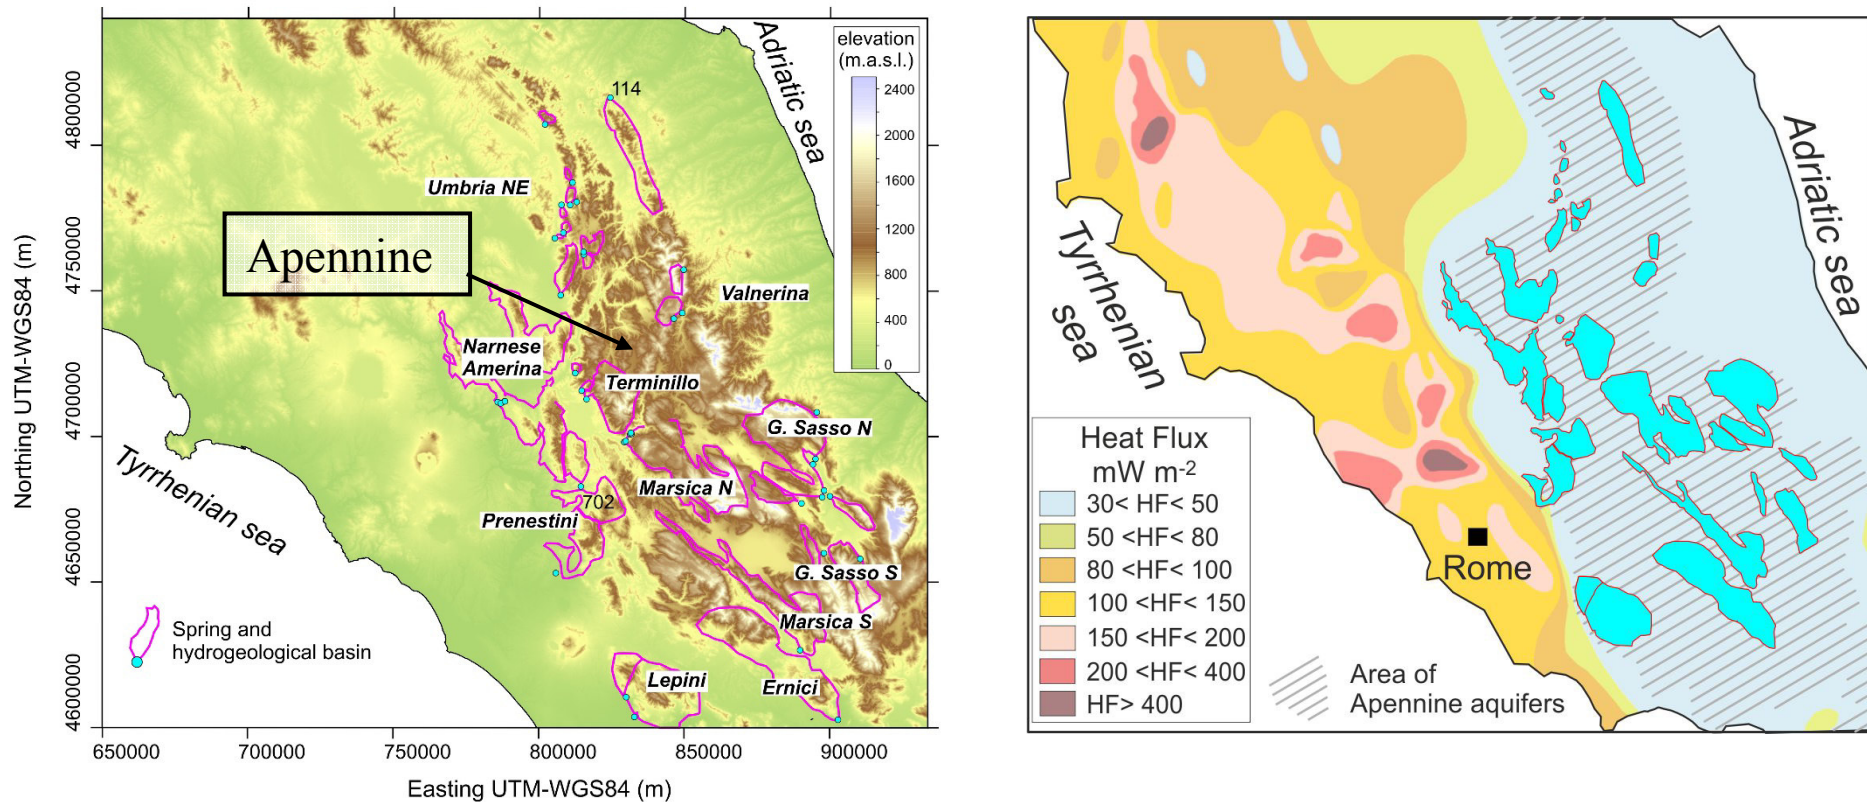 elevation
(m.a.s.l.)
2400
2000
1600
1200
800
400
0
Adriatic sea
114
Umbria NE
Apennine
Valnerina
Narnese
Amerina
Terminillo
G. Sasso N
Marsica N
702
Prenestini
G. Sasso S
Marsica S
Lepini
Ernici
Tyrrhenian sea
Spring and
hydrogeological basin
Northing UTM-WGS84 (m)
4800000
4750000
4700000
4650000
4600000
650000
700000
750000
800000
850000
900000
Easting UTM-WGS84 (m)
Adriatic sea
Tyrrhenian
sea
Heat Flux
mW m-2
30< HF< 50
50 <HF< 80
80 <HF< 100
100 <HF< 150
150 <HF< 200
200 <HF< 400
HF> 400
Rome
Area of
Apennine aquifers